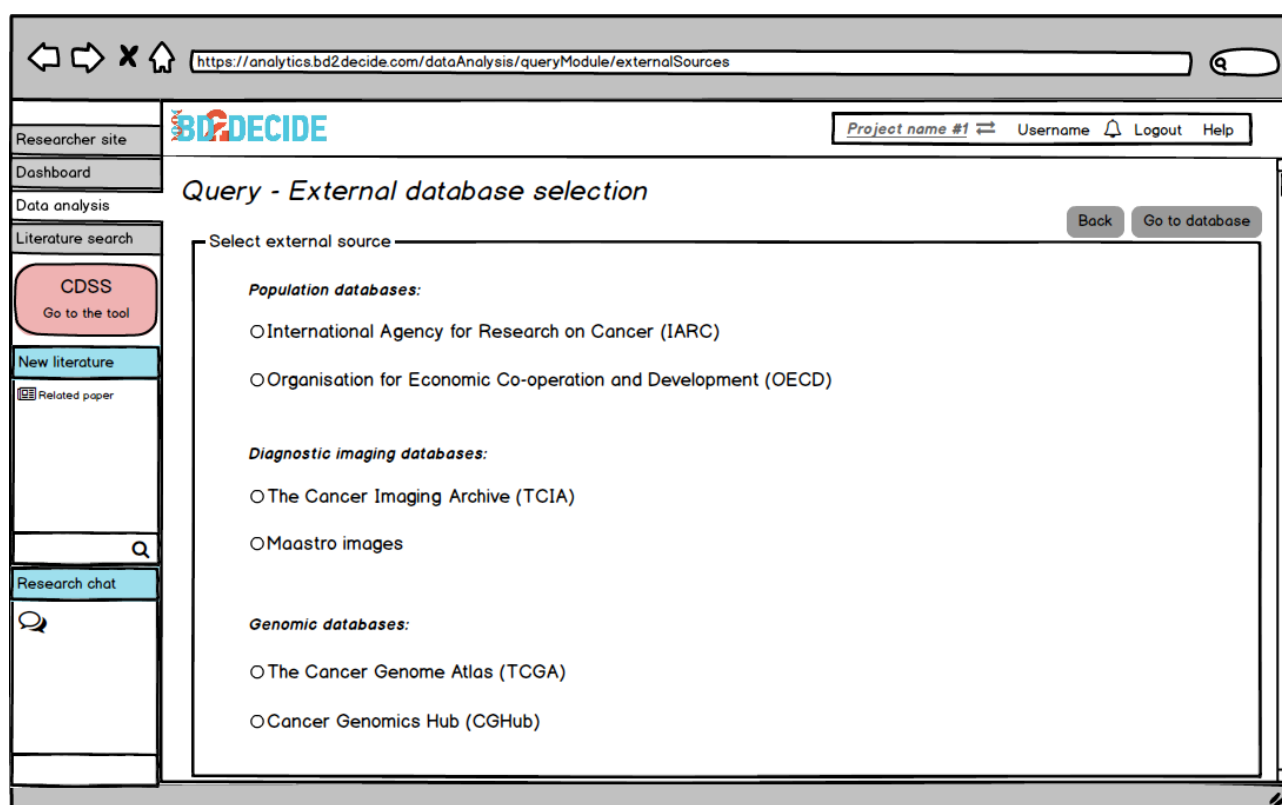 https://analytics.bd2decide.com/dataAnalysis/queryModule/externalSources
BD2DECIDE
Project name #1 Username Logout Help
Researcher site
Dashboard
Data analysis
Literature search
CDSS
Go to the tool
New literature
Related paper
Research chat
Query - External database selection
Back Go to database
Select external source
Population databases:
International Agency for Research on Cancer (IARC)
Organisation for Economic Co-operation and Development (OECD)
Diagnostic imaging databases:
The Cancer Imaging Archive (TCIA)
Maastro images
Genomic databases:
The Cancer Genome Atlas (TCGA)
Cancer Genomics Hub (CGHub)